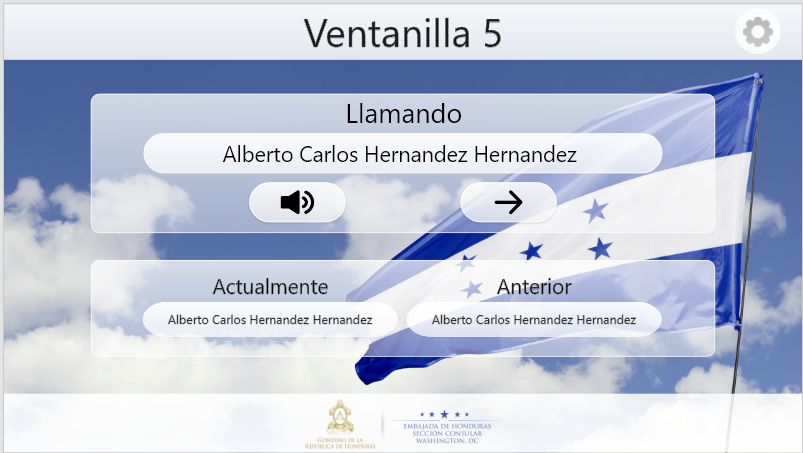 Ventanilla 5
Llamando
Alberto Carlos Hernandez Hernandez
Actualmente
Anterior
Alberto Carlos Hernandez Hernandez
Alberto Carlos Hernandez Hernandez
GOBIERNO DE LA
REPÚBLICA DE HONDURAS
EMBAJADA DE HONDURAS
SECCIÓN CONSULAR
WASHINGTON, DC